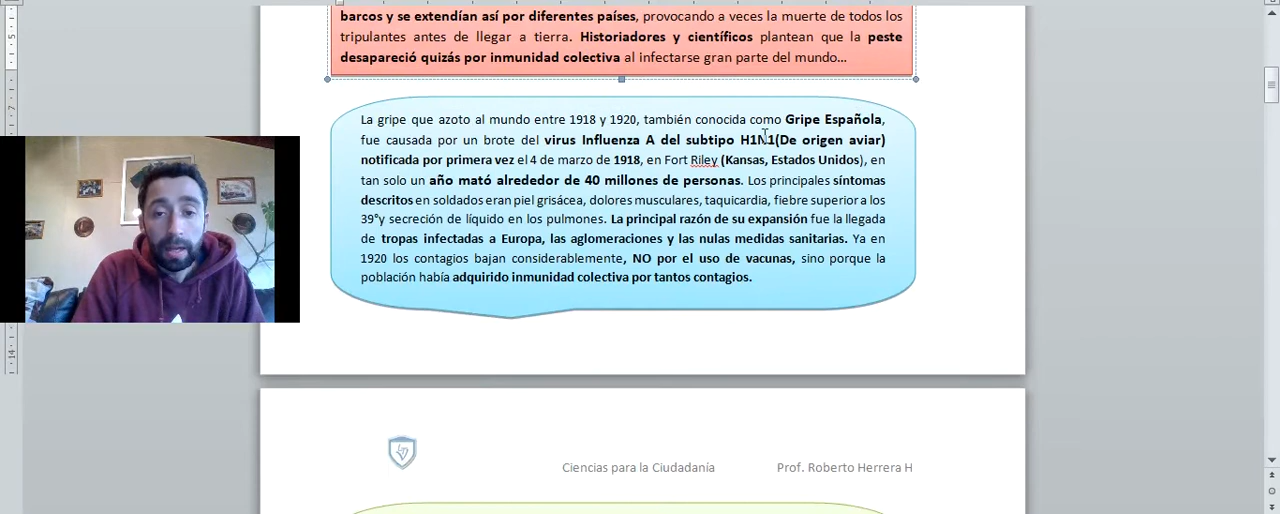 barcos y se extendían así por diferentes países, provocando a veces la muerte de todos los
tripulantes antes de llegar a tierra. Historiadores y científicos plantean que la peste
desapareció quizás por inmunidad colectiva al infectarse gran parte del mundo...
La gripe que azoto al mundo entre 1918 y 1920, también conocida como Gripe Española,
fue causada por un brote del virus Influenza A del subtipo H1N1(De origen aviar)
notificada por primera vez el 4 de marzo de 1918, en Fort Riley (Kansas, Estados Unidos), en
tan solo un año mató alrededor de 40 millones de personas. Los principales síntomas
descritos en soldados eran piel grisácea, dolores musculares, taquicardia, fiebre superior a los
39°y secreción de líquido en los pulmones. La principal razón de su expansión fue la llegada
de tropas infectadas a Europa, las aglomeraciones y las nulas medidas sanitarias. Ya en
1920 los contagios bajan considerablemente, NO por el uso de vacunas, sino porque la
población había adquirido inmunidad colectiva por tantos contagios.
Ciencias para la Ciudadanía Prof. Roberto Herrera H